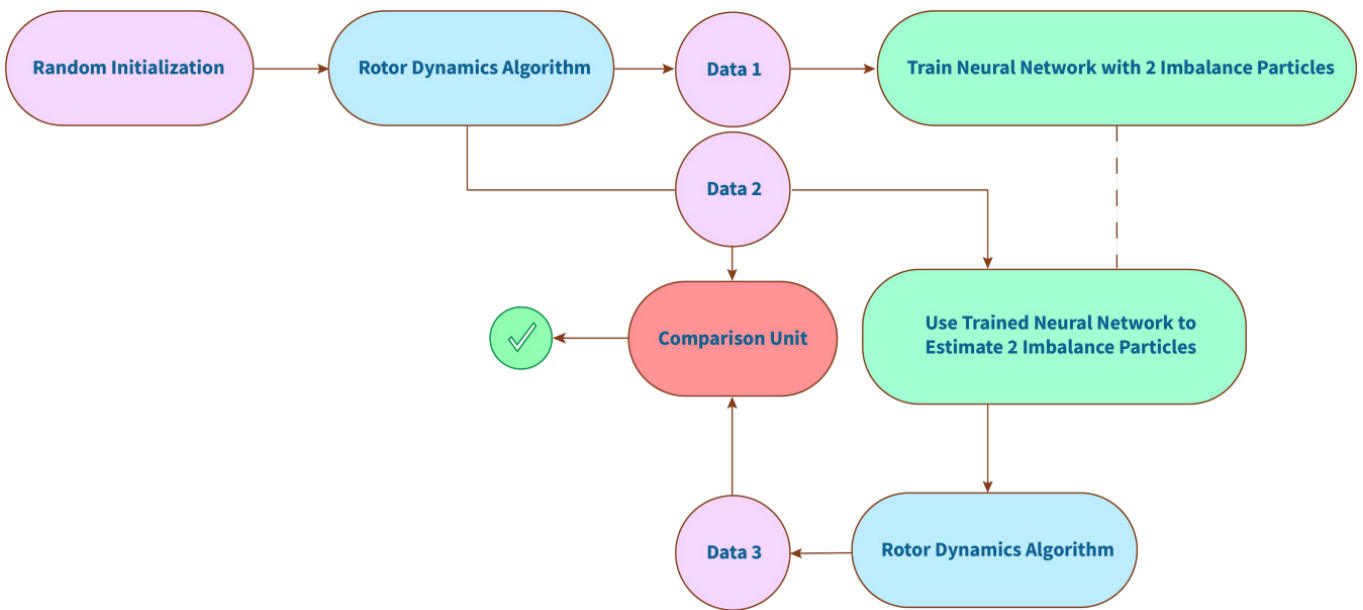 Random Initialization
Rotor Dynamics Algorithm
Data 1
Train Neural Network with 2 Imbalance Particles
Data 2
Comparison Unit
Use Trained Neural Network to
Estimate 2 Imbalance Particles
Data 3
Rotor Dynamics Algorithm